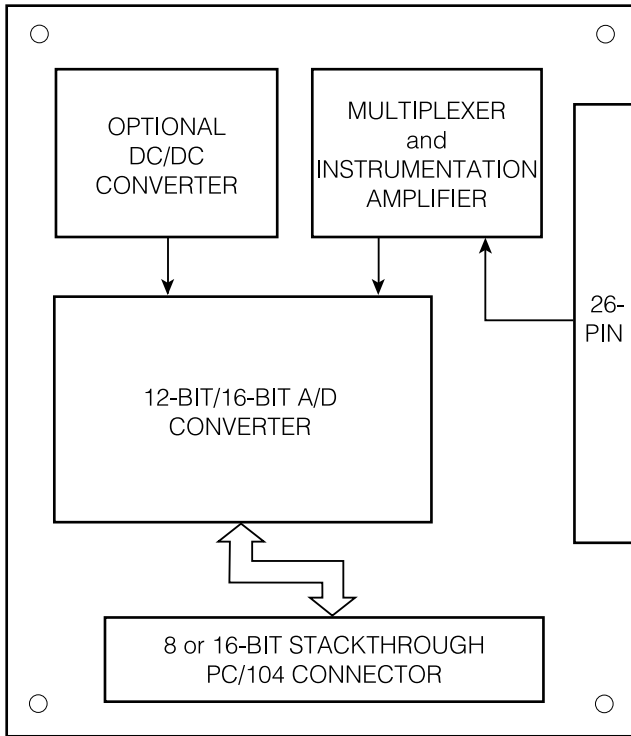 OPTIONAL
DC/DC
CONVERTER
MULTIPLEXER
and
INSTRUMENTATION
AMPLIFIER
26-
PIN
12-BIT/16-BIT A/D
CONVERTER
8 or 16-BIT STACKTHROUGH
PC/104 CONNECTOR